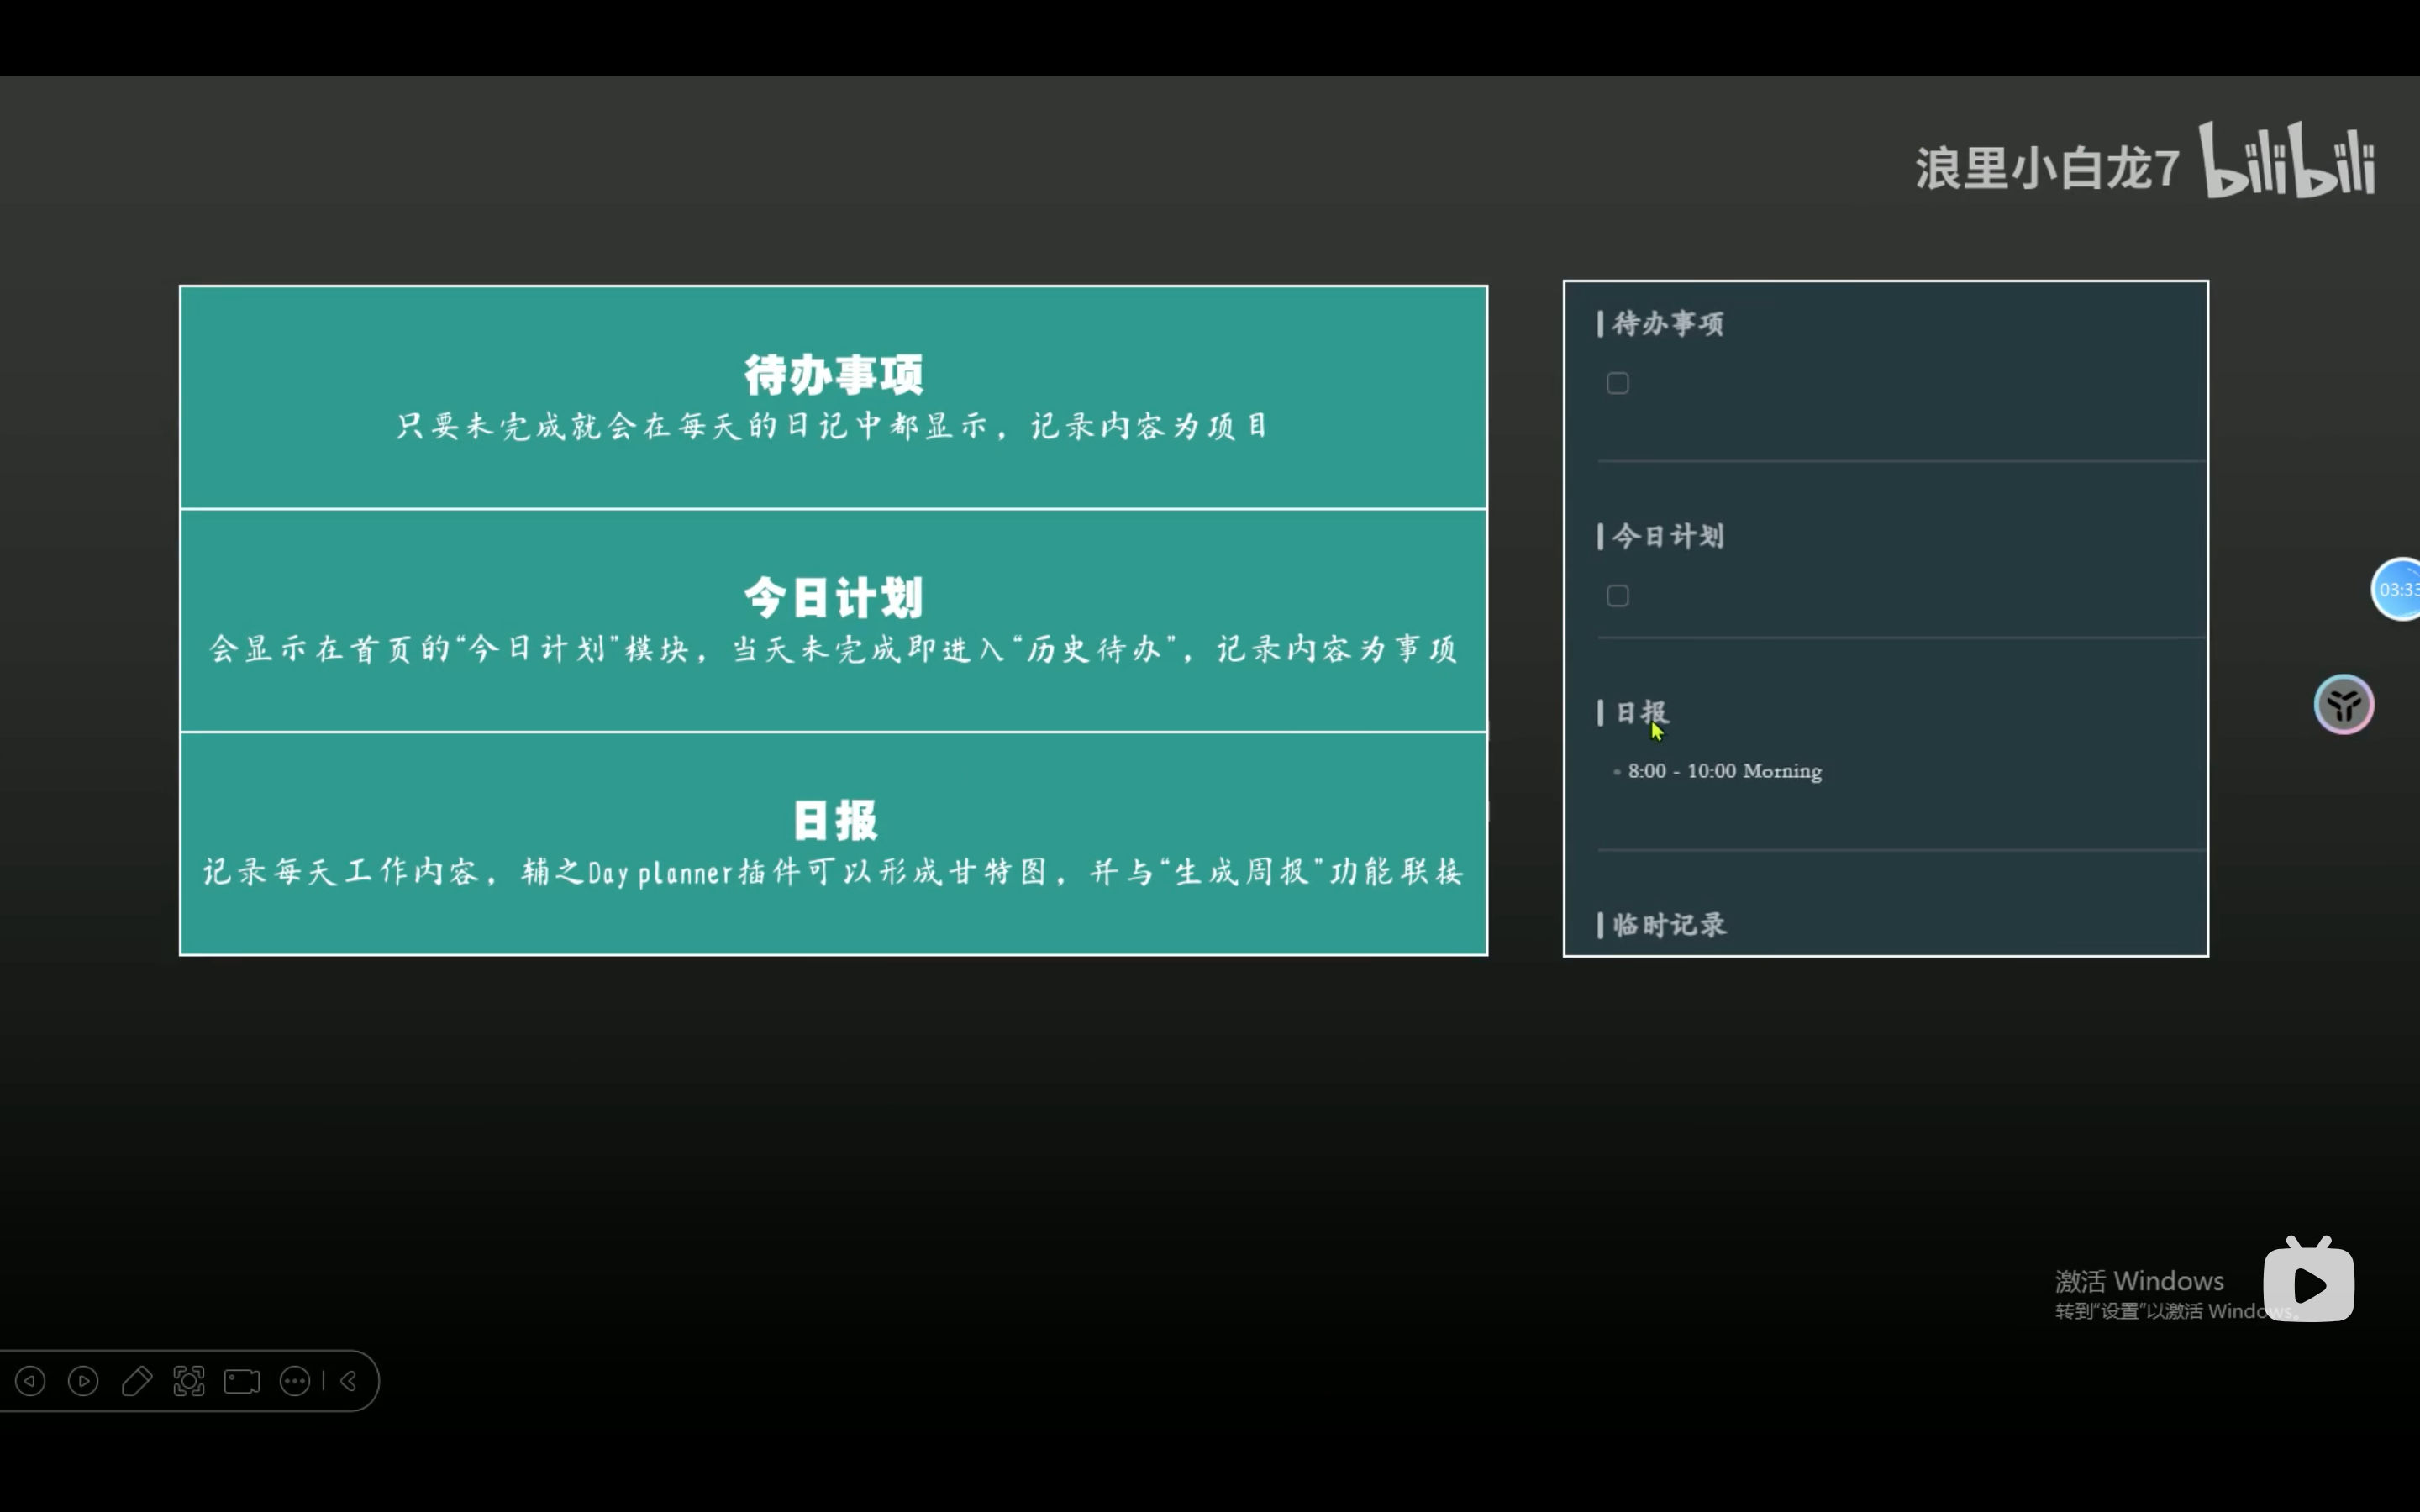 浪里小白龙7 bilibili
待办事项
只要未完成就会在每天的日记中都显示，记录内容为项目
今日计划
会显示在首页的“今日计划”模块，当天未完成即进入“历史待办”，记录内容为事项
日报
记录每天工作内容，辅之Day planner插件可以形成甘特图，并与“生成周报”功能联接
待办事项
今日计划
日报
8:00 - 10:00 Morning
临时记录
03:33
激活 Windows
转到“设置”以激活 Windows。